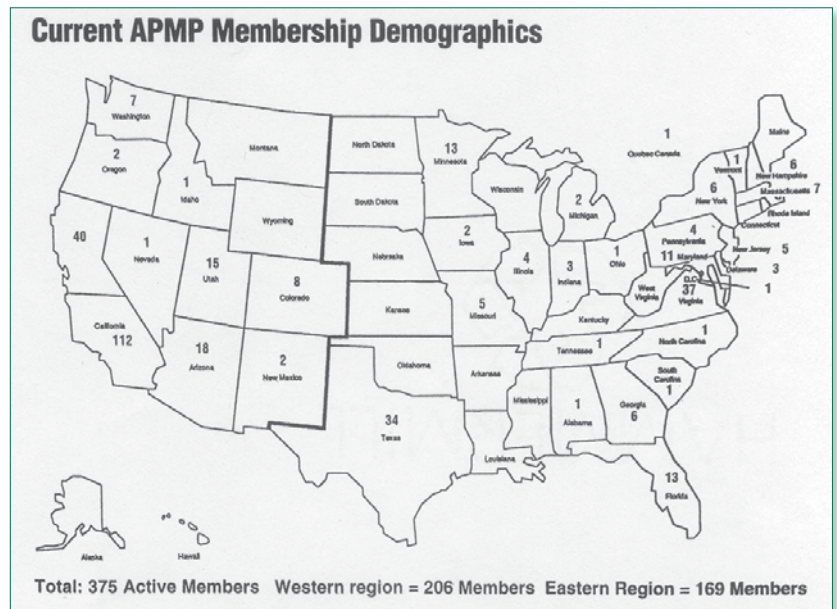 Current APMP Membership Demographics
7
Washington
Montana
North Dakota
13
Minnesota
1
Quebec Canada
Maine
2
Oregon
1
Idaho
Wyoming
South Dakota
Wisconsin
2
Michigan
1
Vermont
6
New Hampshire
6
New York
Massachusetts 7
Rhode Island
Connecticut
40
1
Nevada
15
Utah
8
Colorado
Nebraska
2
Iowa
4
Illinois
3
Indiana
1
Ohio
4
Pennsylvania
New Jersey 5
11 Maryland
Delaware 3
D.C.
1
West
Virginia
37
Virginia
Kansas
5
Missouri
Kentucky
California
112
18
Arizona
2
New Mexico
Oklahoma
Arkansas
Tennessee 1
1
North Carolina
South
Carolina
1
34
Texas
Louisiana
Mississippi
1
Alabama
Georgia
6
13
Florida
Alaska
Hawaii
Total: 375 Active Members Western region = 206 Members Eastern Region = 169 Members